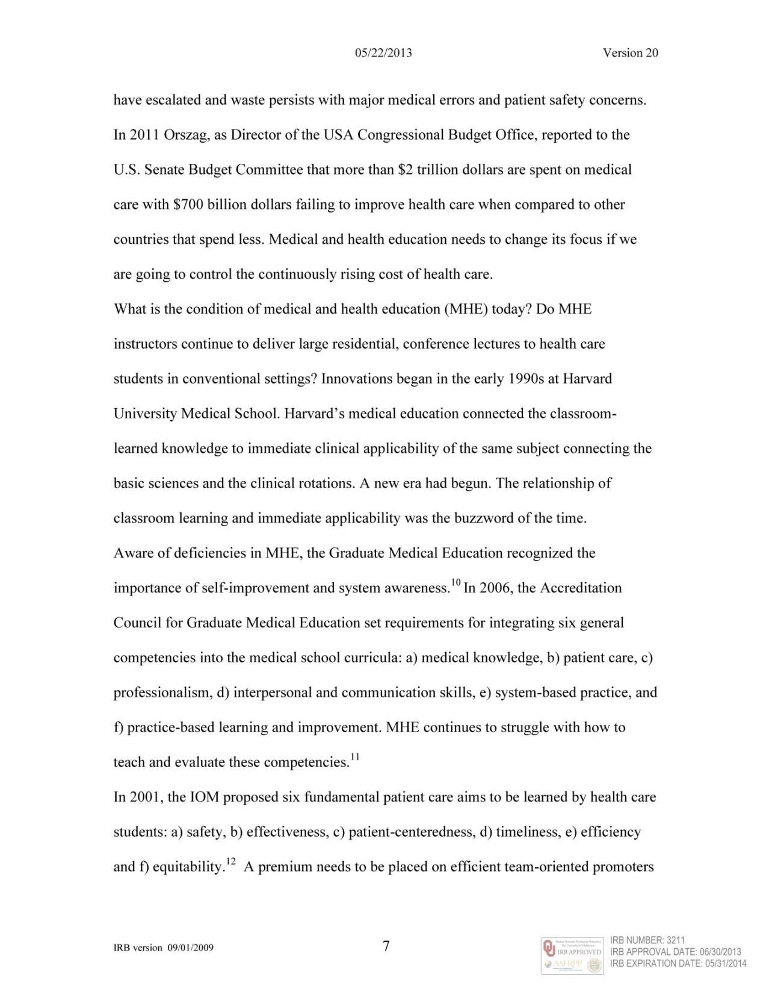 05/22/2013 Version 20
have escalated and waste persists with major medical errors and patient safety concerns.
In 2011 Orszag, as Director of the USA Congressional Budget Office, reported to the
U.S. Senate Budget Committee that more than $2 trillion dollars are spent on medical
care with $700 billion dollars failing to improve health care when compared to other
countries that spend less. Medical and health education needs to change its focus if we
are going to control the continuously rising cost of health care.
What is the condition of medical and health education (MHE) today? Do MHE
instructors continue to deliver large residential, conference lectures to health care
students in conventional settings? Innovations began in the early 1990s at Harvard
University Medical School. Harvard’s medical education connected the classroom-
learned knowledge to immediate clinical applicability of the same subject connecting the
basic sciences and the clinical rotations. A new era had begun. The relationship of
classroom learning and immediate applicability was the buzzword of the time.
Aware of deficiencies in MHE, the Graduate Medical Education recognized the
importance of self-improvement and system awareness.10 In 2006, the Accreditation
Council for Graduate Medical Education set requirements for integrating six general
competencies into the medical school curricula: a) medical knowledge, b) patient care, c)
professionalism, d) interpersonal and communication skills, e) system-based practice, and
f) practice-based learning and improvement. MHE continues to struggle with how to
teach and evaluate these competencies.11
In 2001, the IOM proposed six fundamental patient care aims to be learned by health care
students: a) safety, b) effectiveness, c) patient-centeredness, d) timeliness, e) efficiency
and f) equitability.12 A premium needs to be placed on efficient team-oriented promoters
IRB version 09/01/2009
7
Human Research Participant Protection
The University of Oklahoma
IRB APPROVED
AAHRPP
IRB NUMBER: 3211
IRB APPROVAL DATE: 06/30/2013
IRB EXPIRATION DATE: 05/31/2014